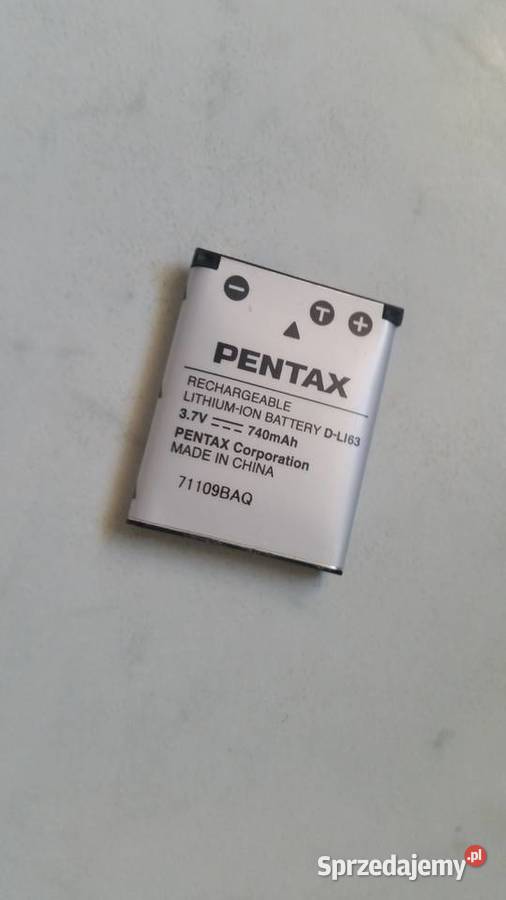 − T +
PENTAX
RECHARGEABLE
LITHIUM-ION BATTERY D-LI63
3.7V 740mAh
PENTAX Corporation
MADE IN CHINA
71109BAQ
Sprzedajemy.pl